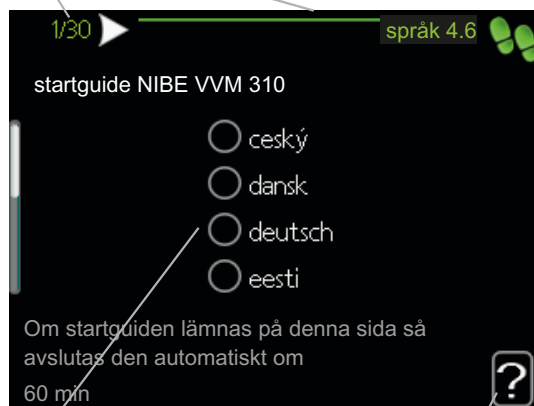 1/30
språk 4.6
startguide NIBE VVM 310
ceský
dansk
deutsch
eesti
Om startguiden lämnas på denna sida så
avslutas den automatiskt om
60 min
?